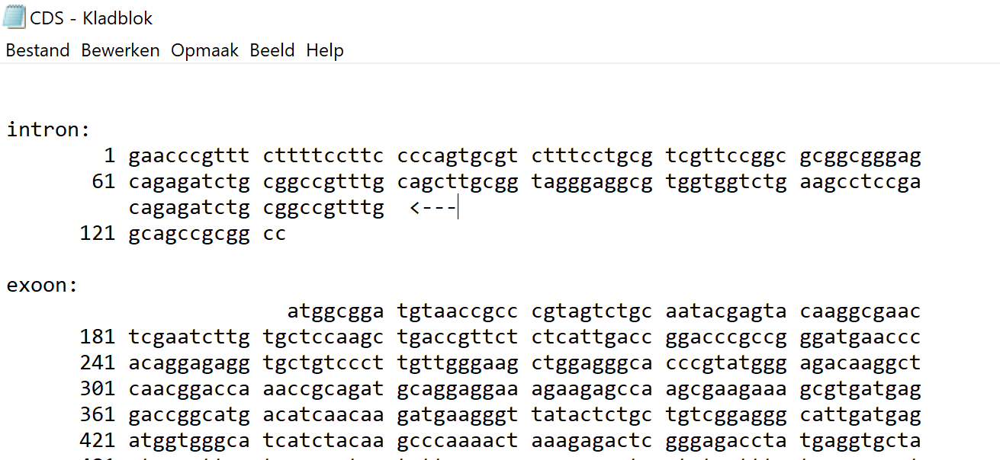 CDS - Kladblok
Bestand Bewerken Opmaak Beeld Help
intron:
1 gaacccgttt cttttccttc cccagtgcgt ctttcctgcg tcgttccggc gcggcgggag
61 cagagatctg cggccgtttg cagcttgcgg tagggaggcg tggtggtctg aagcctccga
cagagatctg cggccgtttg <---
121 gcagccgcgg cc
exoon:
atggcgga tgtaaccgcc cgtagtctgc aatacgagta caaggcgaac
181 tcgaatcttg tgctccaagc tgaccgttct ctcattgacc ggacccgccg ggatgaaccc
241 acaggagagg tgctgtccct tgttgggaag ctggagggca cccgtatggg agacaaggct
301 caacggacca aaccgcagat gcaggaggaa agaagagcca agcgaagaaa gcgtgatgag
361 gaccggcatg acatcaacaa gatgaagggt tatactctgc tgtcggaggg cattgatgag
421 atggtgggca tcatctacaa gcccaaaact aaagagactc gggagaccta tgaggtgcta